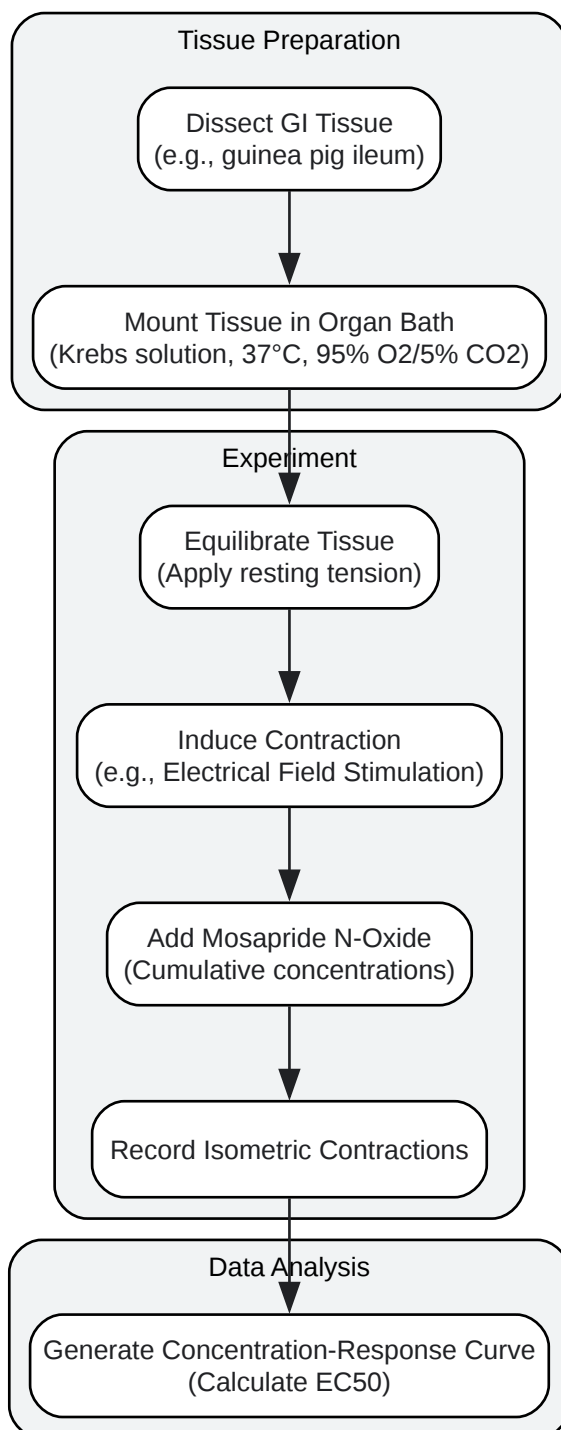 Tissue Preparation
Dissect GI Tissue
(e.g., guinea pig ileum)
Mount Tissue in Organ Bath
(Krebs solution, 37°C, 95% O2/5% CO2)
Experiment
Equilibrate Tissue
(Apply resting tension)
Induce Contraction
(e.g., Electrical Field Stimulation)
Add Mosapride N-Oxide
(Cumulative concentrations)
Record Isometric Contractions
Data Analysis
Generate Concentration-Response Curve
(Calculate EC50)